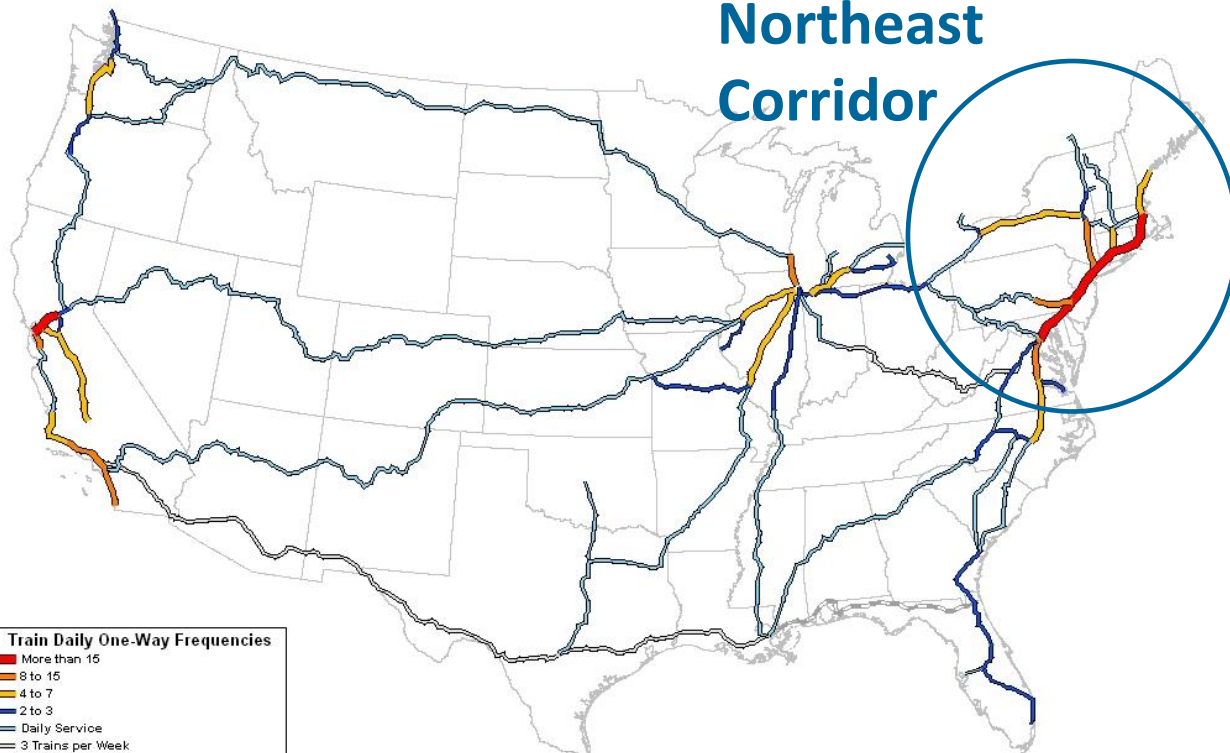 Northeast
Corridor
Train Daily One-Way Frequencies
More than 15
8 to 15
4 to 7
2 to 3
Daily Service
3 Trains per Week